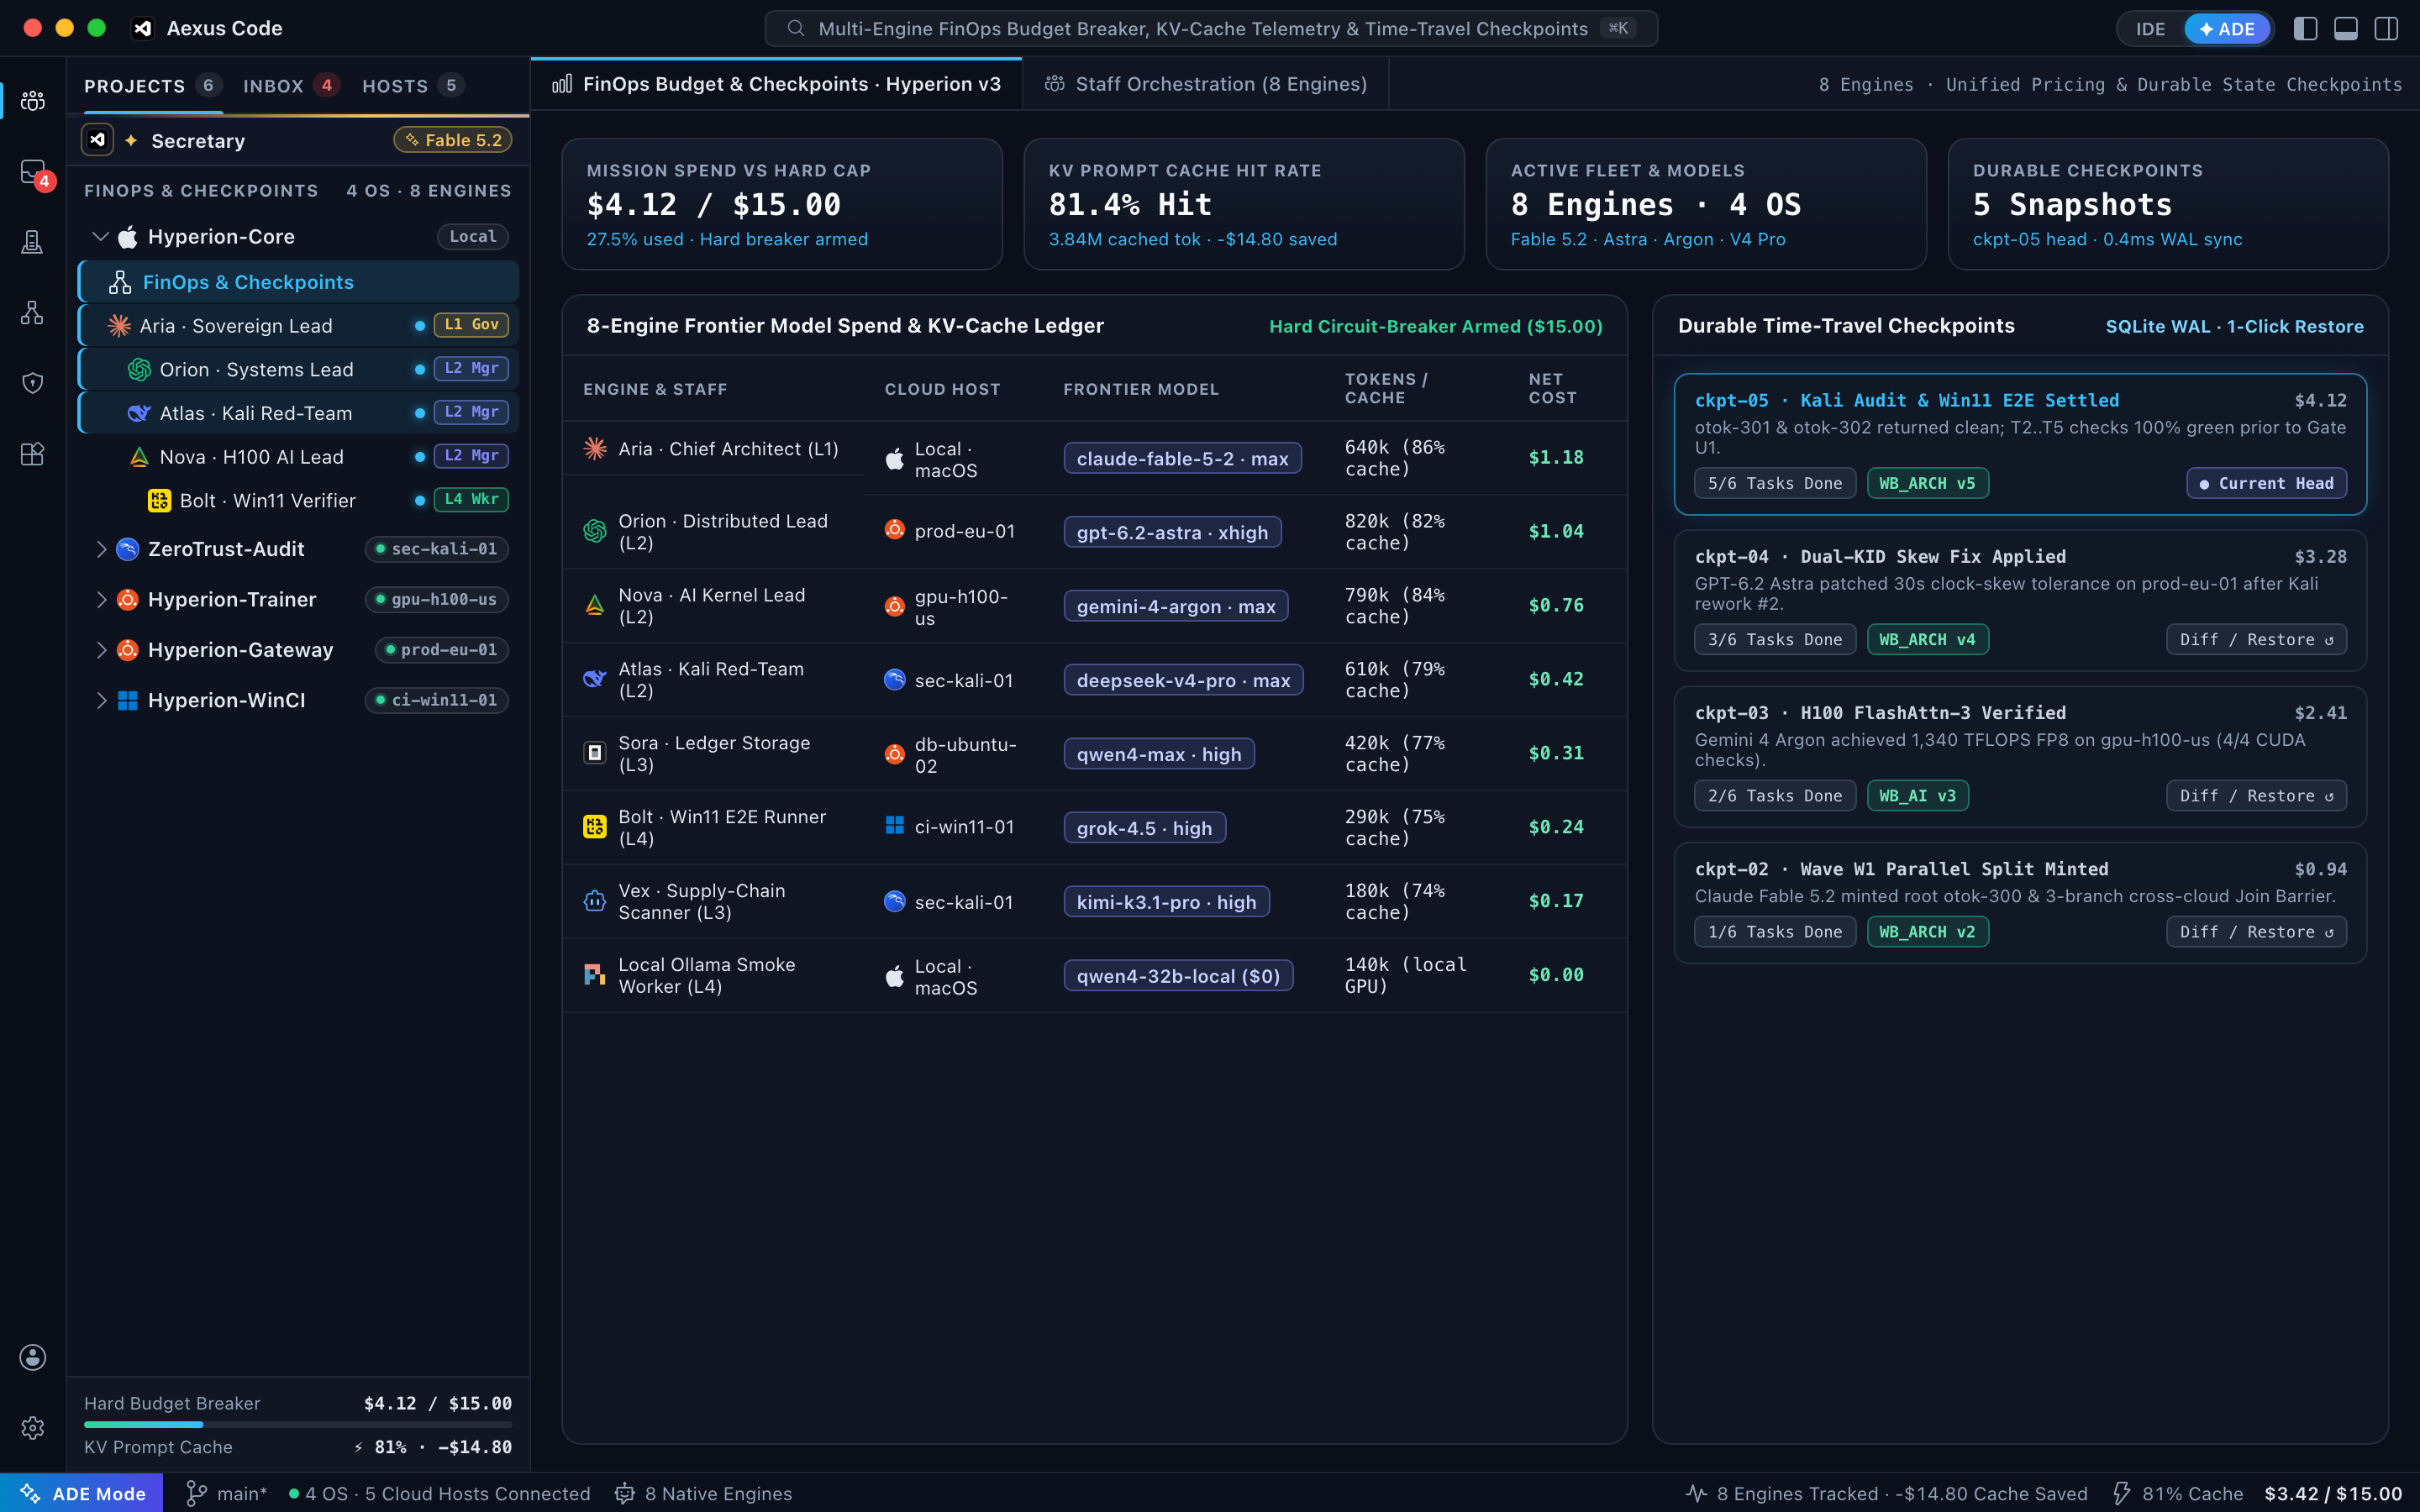 Aexus Code
Multi-Engine FinOps Budget Breaker, KV-Cache Telemetry & Time-Travel Checkpoints ⌘K
IDE ✦ ADE
PROJECTS 6 INBOX 4 HOSTS 5
FinOps Budget & Checkpoints · Hyperion v3
Staff Orchestration (8 Engines)
8 Engines · Unified Pricing & Durable State Checkpoints
4
Secretary
Fable 5.2
FINOPS & CHECKPOINTS 4 OS · 8 ENGINES
Hyperion-Core Local
FinOps & Checkpoints
Aria · Sovereign Lead L1 Gov
Orion · Systems Lead L2 Mgr
Atlas · Kali Red-Team L2 Mgr
Nova · H100 AI Lead L2 Mgr
Bolt · Win11 Verifier L4 Wkr
ZeroTrust-Audit sec-kali-01
Hyperion-Trainer gpu-h100-us
Hyperion-Gateway prod-eu-01
Hyperion-WinCI ci-win11-01
Hard Budget Breaker $4.12 / $15.00
KV Prompt Cache ⚡ 81% · -$14.80
MISSION SPEND VS HARD CAP
$4.12 / $15.00
27.5% used · Hard breaker armed
KV PROMPT CACHE HIT RATE
81.4% Hit
3.84M cached tok · -$14.80 saved
ACTIVE FLEET & MODELS
8 Engines · 4 OS
Fable 5.2 · Astra · Argon · V4 Pro
DURABLE CHECKPOINTS
5 Snapshots
ckpt-05 head · 0.4ms WAL sync
8-Engine Frontier Model Spend & KV-Cache Ledger
Hard Circuit-Breaker Armed ($15.00)
ENGINE & STAFF CLOUD HOST FRONTIER MODEL TOKENS / CACHE NET COST
Aria · Chief Architect (L1) Local · macOS claude-fable-5-2 · max 640k (86% cache) $1.18
Orion · Distributed Lead (L2) prod-eu-01 gpt-6.2-astra · xhigh 820k (82% cache) $1.04
Nova · AI Kernel Lead (L2) gpu-h100-us gemini-4-argon · max 790k (84% cache) $0.76
Atlas · Kali Red-Team (L2) sec-kali-01 deepseek-v4-pro · max 610k (79% cache) $0.42
Sora · Ledger Storage (L3) db-ubuntu-02 qwen4-max · high 420k (77% cache) $0.31
Bolt · Win11 E2E Runner (L4) ci-win11-01 grok-4.5 · high 290k (75% cache) $0.24
Vex · Supply-Chain Scanner (L3) sec-kali-01 kimi-k3.1-pro · high 180k (74% cache) $0.17
Local Ollama Smoke Worker (L4) Local · macOS qwen4-32b-local ($0) 140k (local GPU) $0.00
Durable Time-Travel Checkpoints
SQLite WAL · 1-Click Restore
ckpt-05 · Kali Audit & Win11 E2E Settled $4.12
otok-301 & otok-302 returned clean; T2..T5 checks 100% green prior to Gate
U1.
5/6 Tasks Done WB_ARCH v5 ● Current Head
ckpt-04 · Dual-KID Skew Fix Applied $3.28
GPT-6.2 Astra patched 30s clock-skew tolerance on prod-eu-01 after Kali
rework #2.
3/6 Tasks Done WB_ARCH v4 Diff / Restore ↺
ckpt-03 · H100 FlashAttn-3 Verified $2.41
Gemini 4 Argon achieved 1,340 TFLOPS FP8 on gpu-h100-us (4/4 CUDA
checks).
2/6 Tasks Done WB_AI v3 Diff / Restore ↺
ckpt-02 · Wave W1 Parallel Split Minted $0.94
Claude Fable 5.2 minted root otok-300 & 3-branch cross-cloud Join Barrier.
1/6 Tasks Done WB_ARCH v2 Diff / Restore ↺
ADE Mode main* 4 OS · 5 Cloud Hosts Connected 8 Native Engines
8 Engines Tracked · -$14.80 Cache Saved 81% Cache $3.42 / $15.00